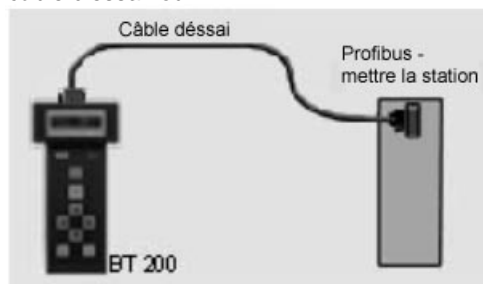 Câble déssai
Profibus -
mettre la station
BT 200